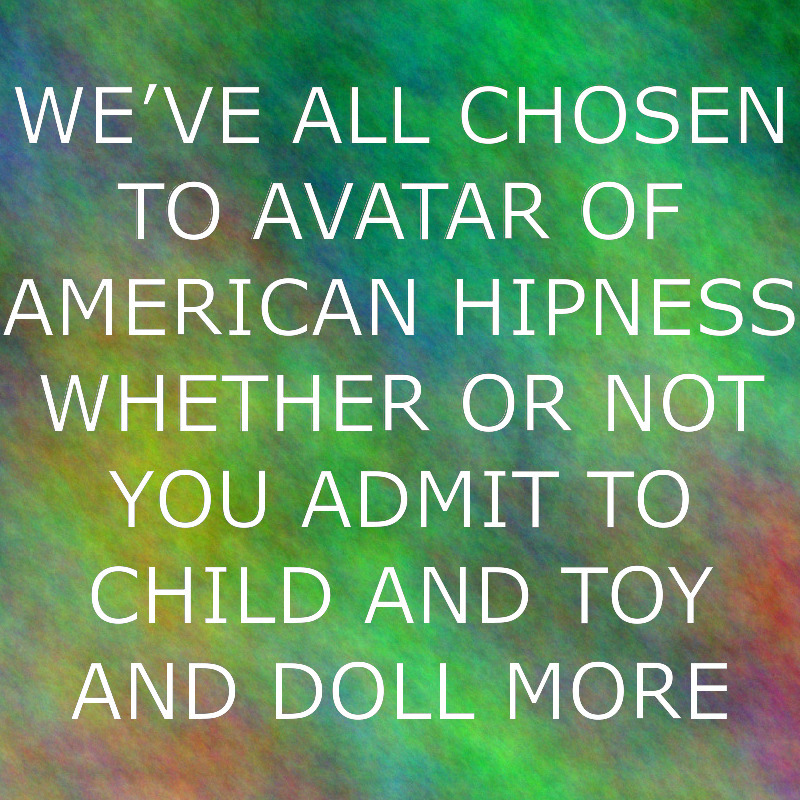 WE’VE ALL CHOSEN
TO AVATAR OF
AMERICAN HIPNESS
WHETHER OR NOT
YOU ADMIT TO
CHILD AND TOY
AND DOLL MORE